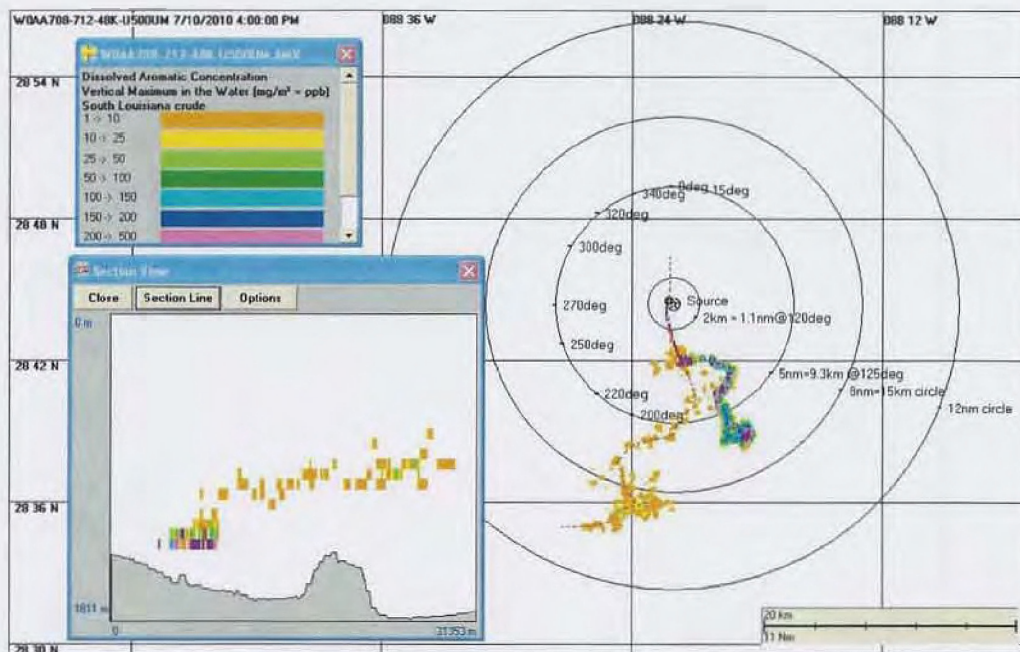 W0AA708-712-48K-U500UM 7/10/2010 4:00:00 PM
088 36 W
088 24 W
088 12 W
28 54 N
28 48 N
28 42 N
28 36 N
28 30 N
Dissolved Aromatic Concentration
Vertical Maximum in the Water (mg/m³ = ppb)
South Louisiana crude
1 -> 10
10 -> 25
25 -> 50
50 -> 100
100 -> 150
150 -> 200
200 -> 500
Section View
Close
Section Line
Options
0 m
1811 m
0
31353 m
340deg
0deg
15deg
320deg
300deg
270deg
250deg
220deg
200deg
Source
2km = 1.1nm@120deg
5nm=9.3km @125deg
8nm=15km circle
12nm circle
20 km
11 Nm